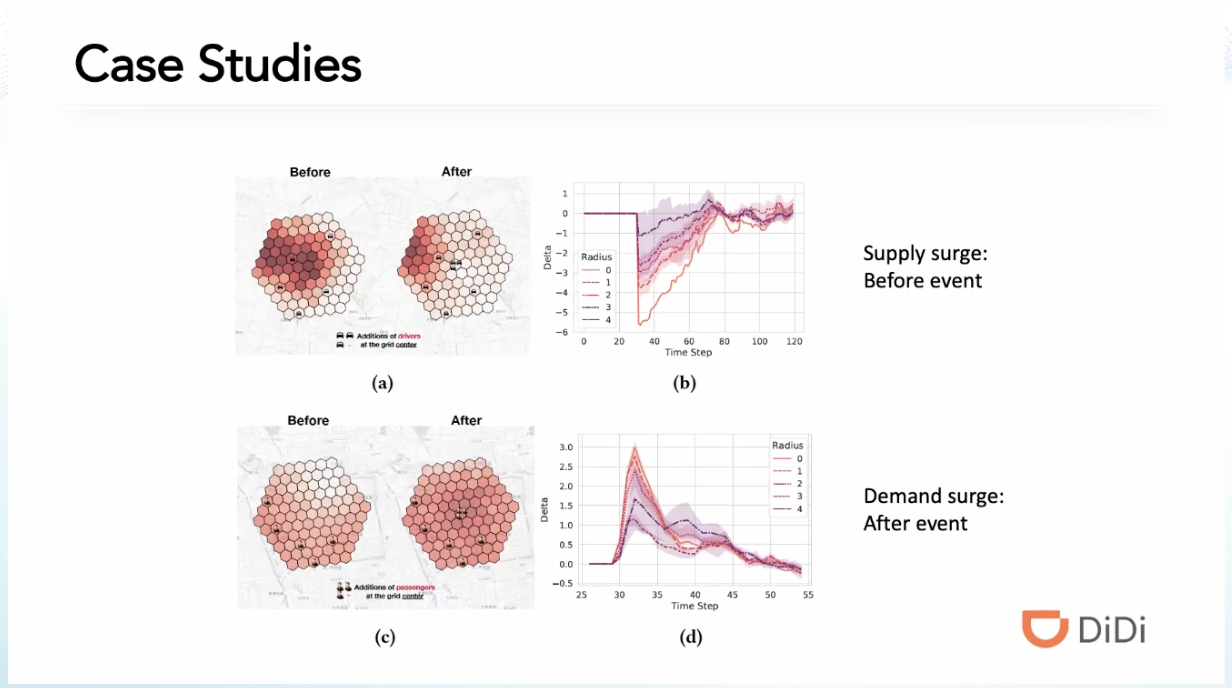 Case Studies
Before
After
Additions of drivers
at the grid center
(a)
1
0
−1
−2
−3
−4
−5
−6
Delta
Radius
0
1
2
3
4
0 20 40 60 80 100 120
Time Step
(b)
Supply surge:
Before event
Before
After
Additions of passengers
at the grid center
(c)
3.0
2.5
2.0
1.5
1.0
0.5
0.0
−0.5
Delta
Radius
0
1
2
3
4
25 30 35 40 45 50 55
Time Step
(d)
Demand surge:
After event
DiDi